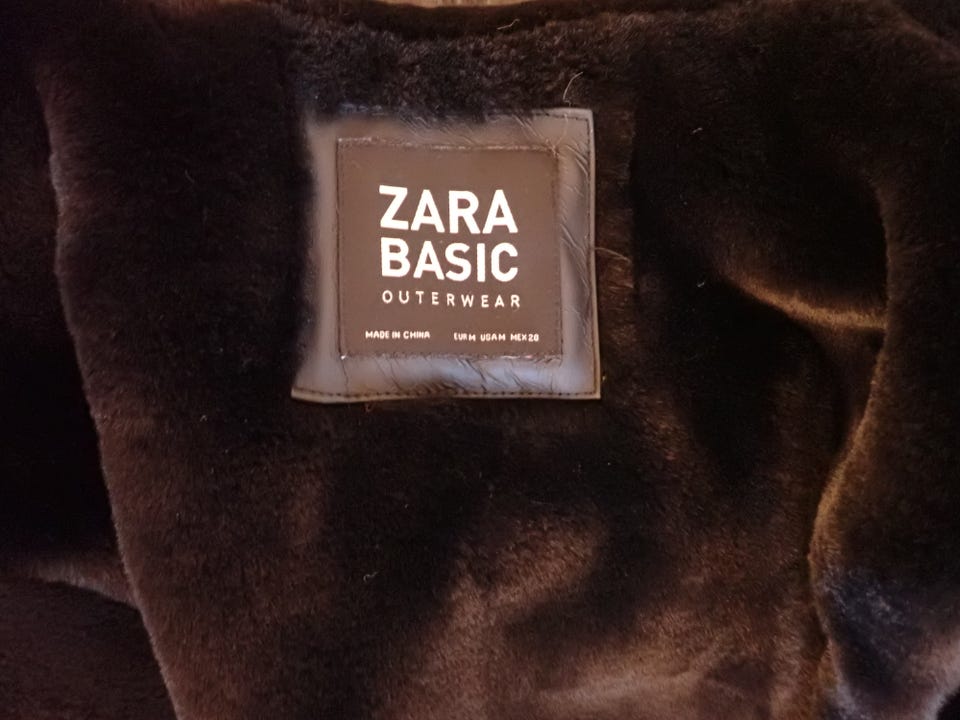 ZARA
BASIC
OUTERWEAR
MADE IN CHINA EUR M USA M MEX 28